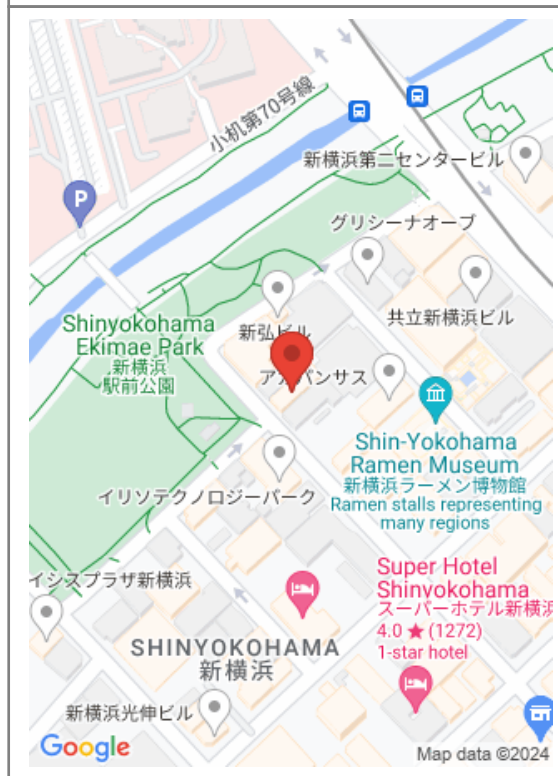 小机第70号線
新横浜第二センタービル
グリシーナオーブ
P
Shinyokohama
Ekimae Park
新横浜
駅前公園
新弘ビル
共立新横浜ビル
Shin-Yokohama
Ramen Museum
新横浜ラーメン博物館
Ramen stalls representing
many regions
イリソテクノロジーパーク
Super Hotel
Shinyokohama
スーパーホテル新横浜
4.0 ★ (1272)
1-star hotel
イシスプラザ新横浜
SHINYOKOHAMA
新横浜
新横浜光伸ビル
Google
Map data ©2024